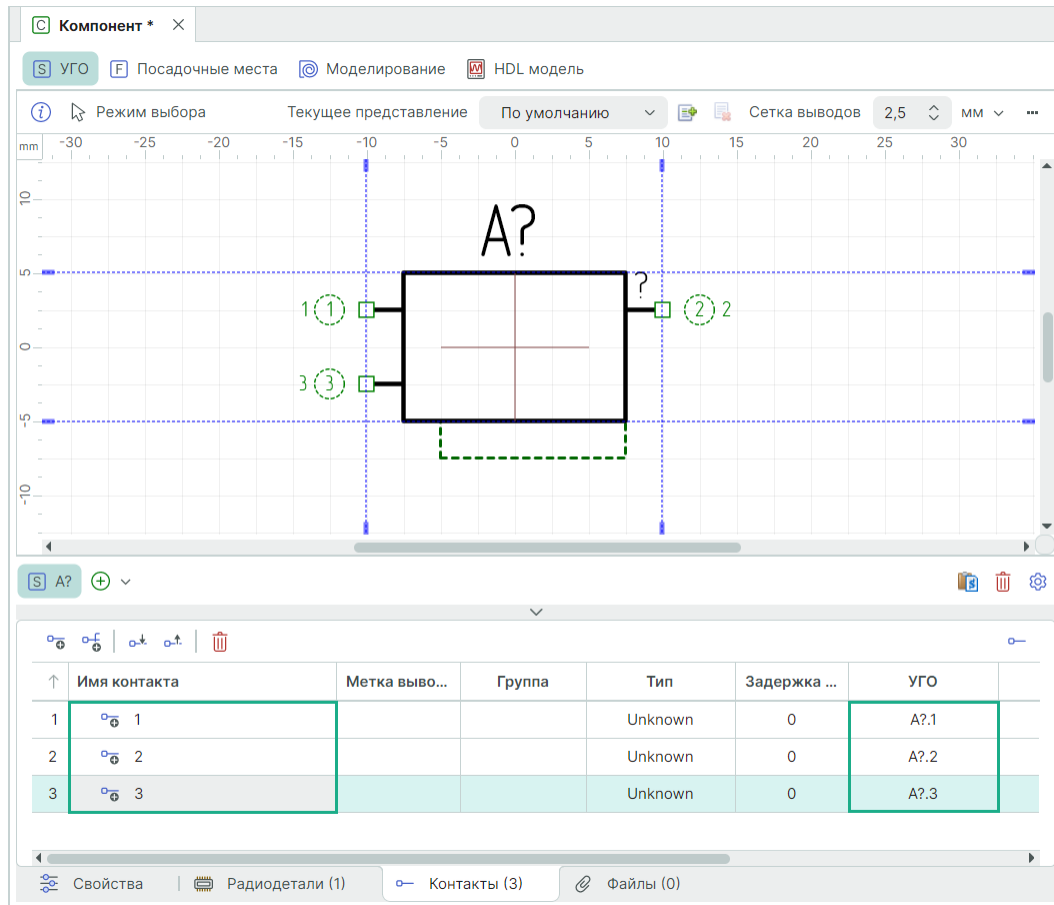 C Компонент *
S УГО F Посадочные места Моделирование HDL модель
i Режим выбора Текущее представление По умолчанию Сетка выводов 2,5 мм
mm -30 -25 -20 -15 -10 -5 0 5 10 15 20 25 30
10
A?
5
?
1 1 2 2
0
3 3
-5
-10
S A?
Имя контакта Метка выво... Группа Тип Задержка ... УГО
1 1 Unknown 0 A?.1
2 2 Unknown 0 A?.2
3 3 Unknown 0 A?.3
Свойства Радиодетали (1) Контакты (3) Файлы (0)